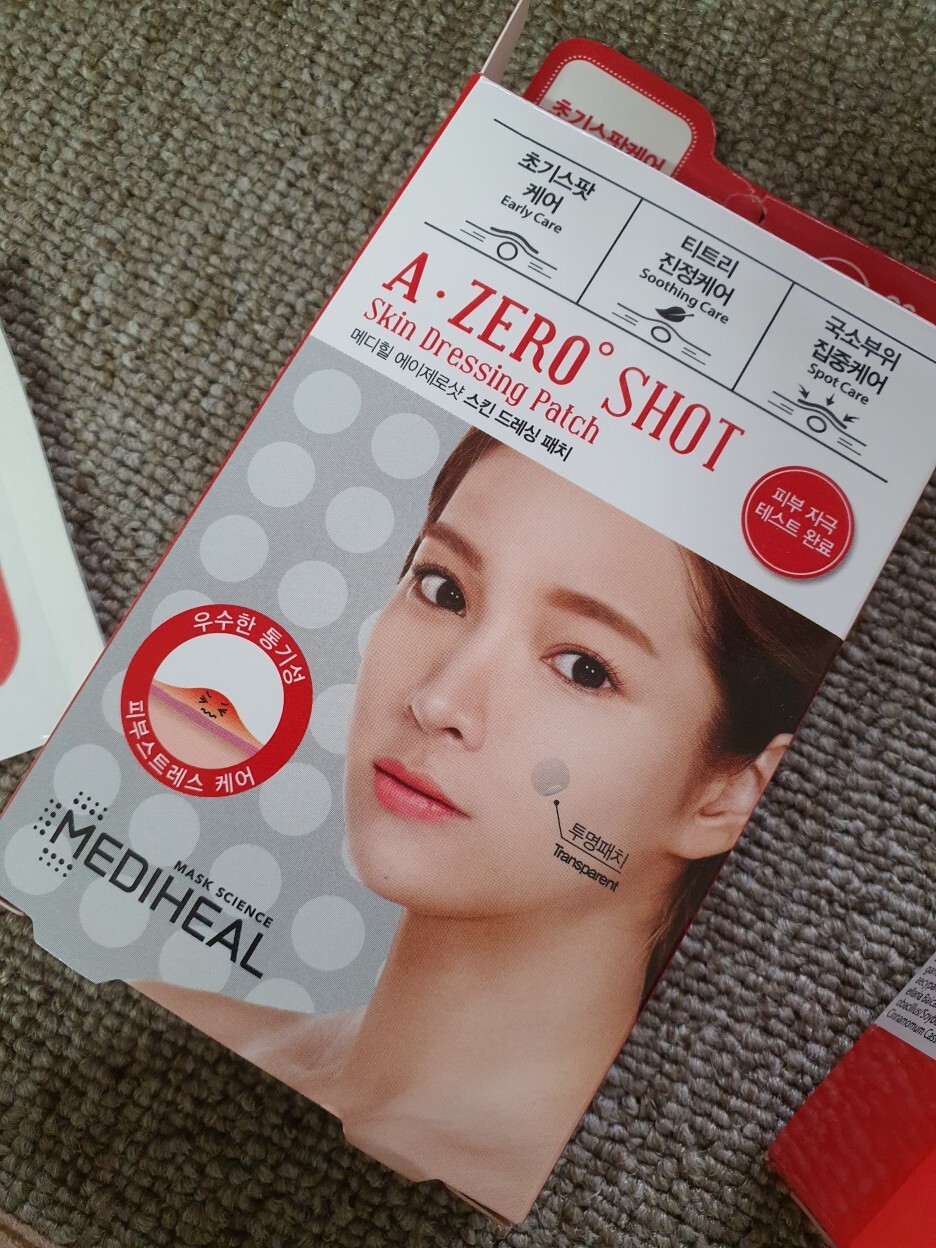 초기스팟케어
초기스팟
케어
Early Care
티트리
진정케어
Soothing Care
국소부위
집중케어
Spot Care
A·ZERO° SHOT
Skin Dressing Patch
메디힐 에이제로샷 스킨 드레싱 패치
피부 자극
테스트 완료
우수한 통기성
피부스트레스 케어
투명패치
Transparent
MASK SCIENCE
MEDIHEAL
Cinnamomum